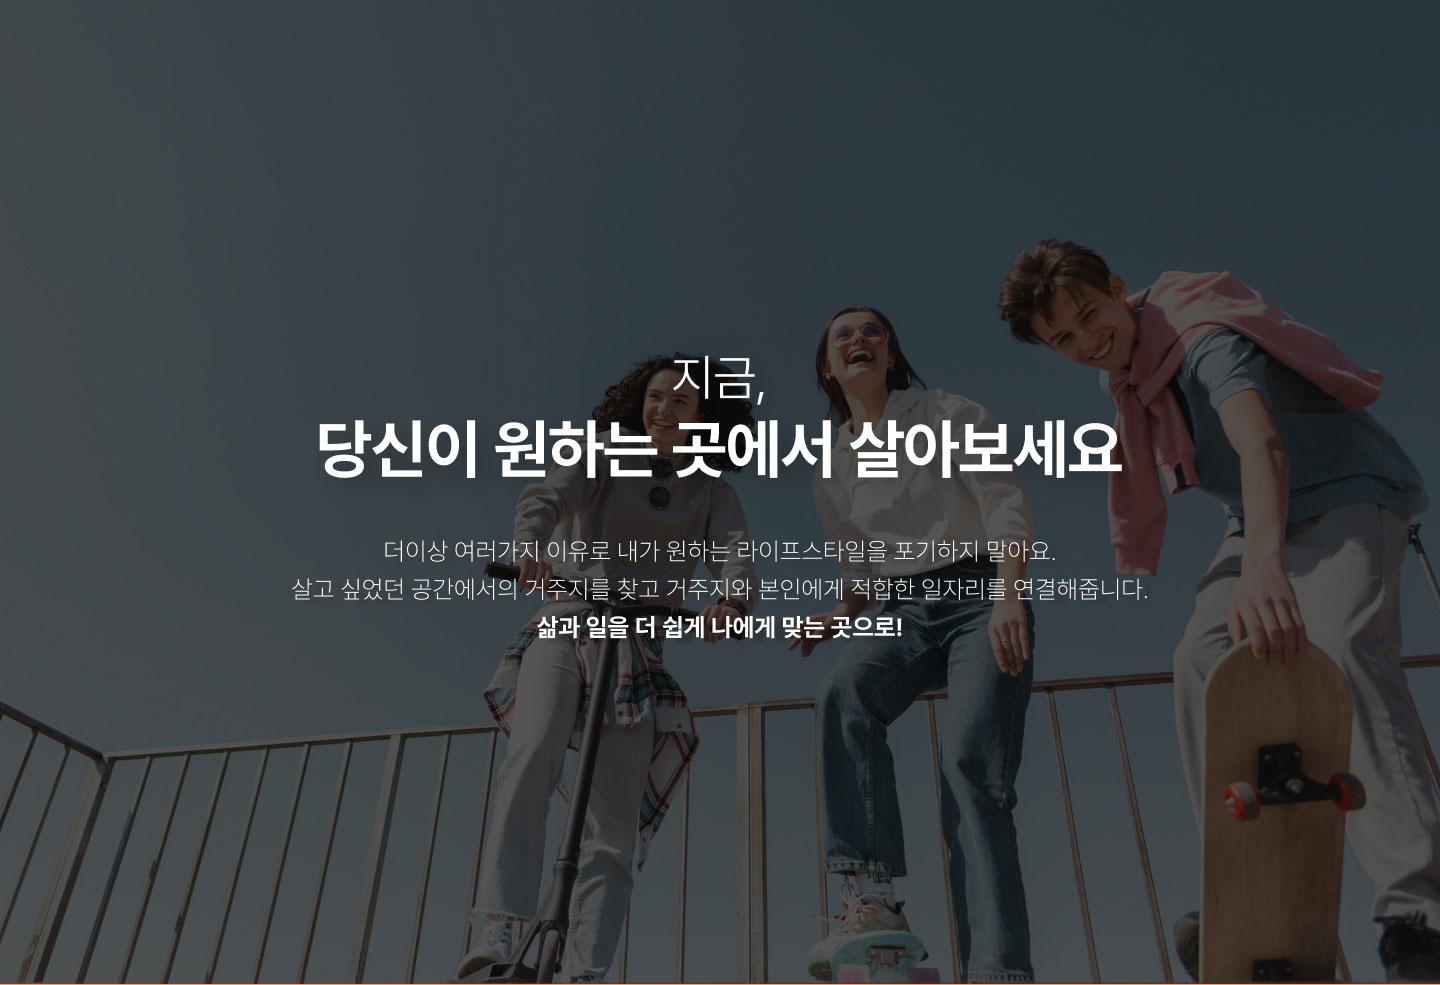 지금,
당신이 원하는 곳에서 살아보세요
더이상 여러가지 이유로 내가 원하는 라이프스타일을 포기하지 말아요.
살고 싶었던 공간에서의 거주지를 찾고 거주지와 본인에게 적합한 일자리를 연결해줍니다.
삶과 일을 더 쉽게 나에게 맞는 곳으로!